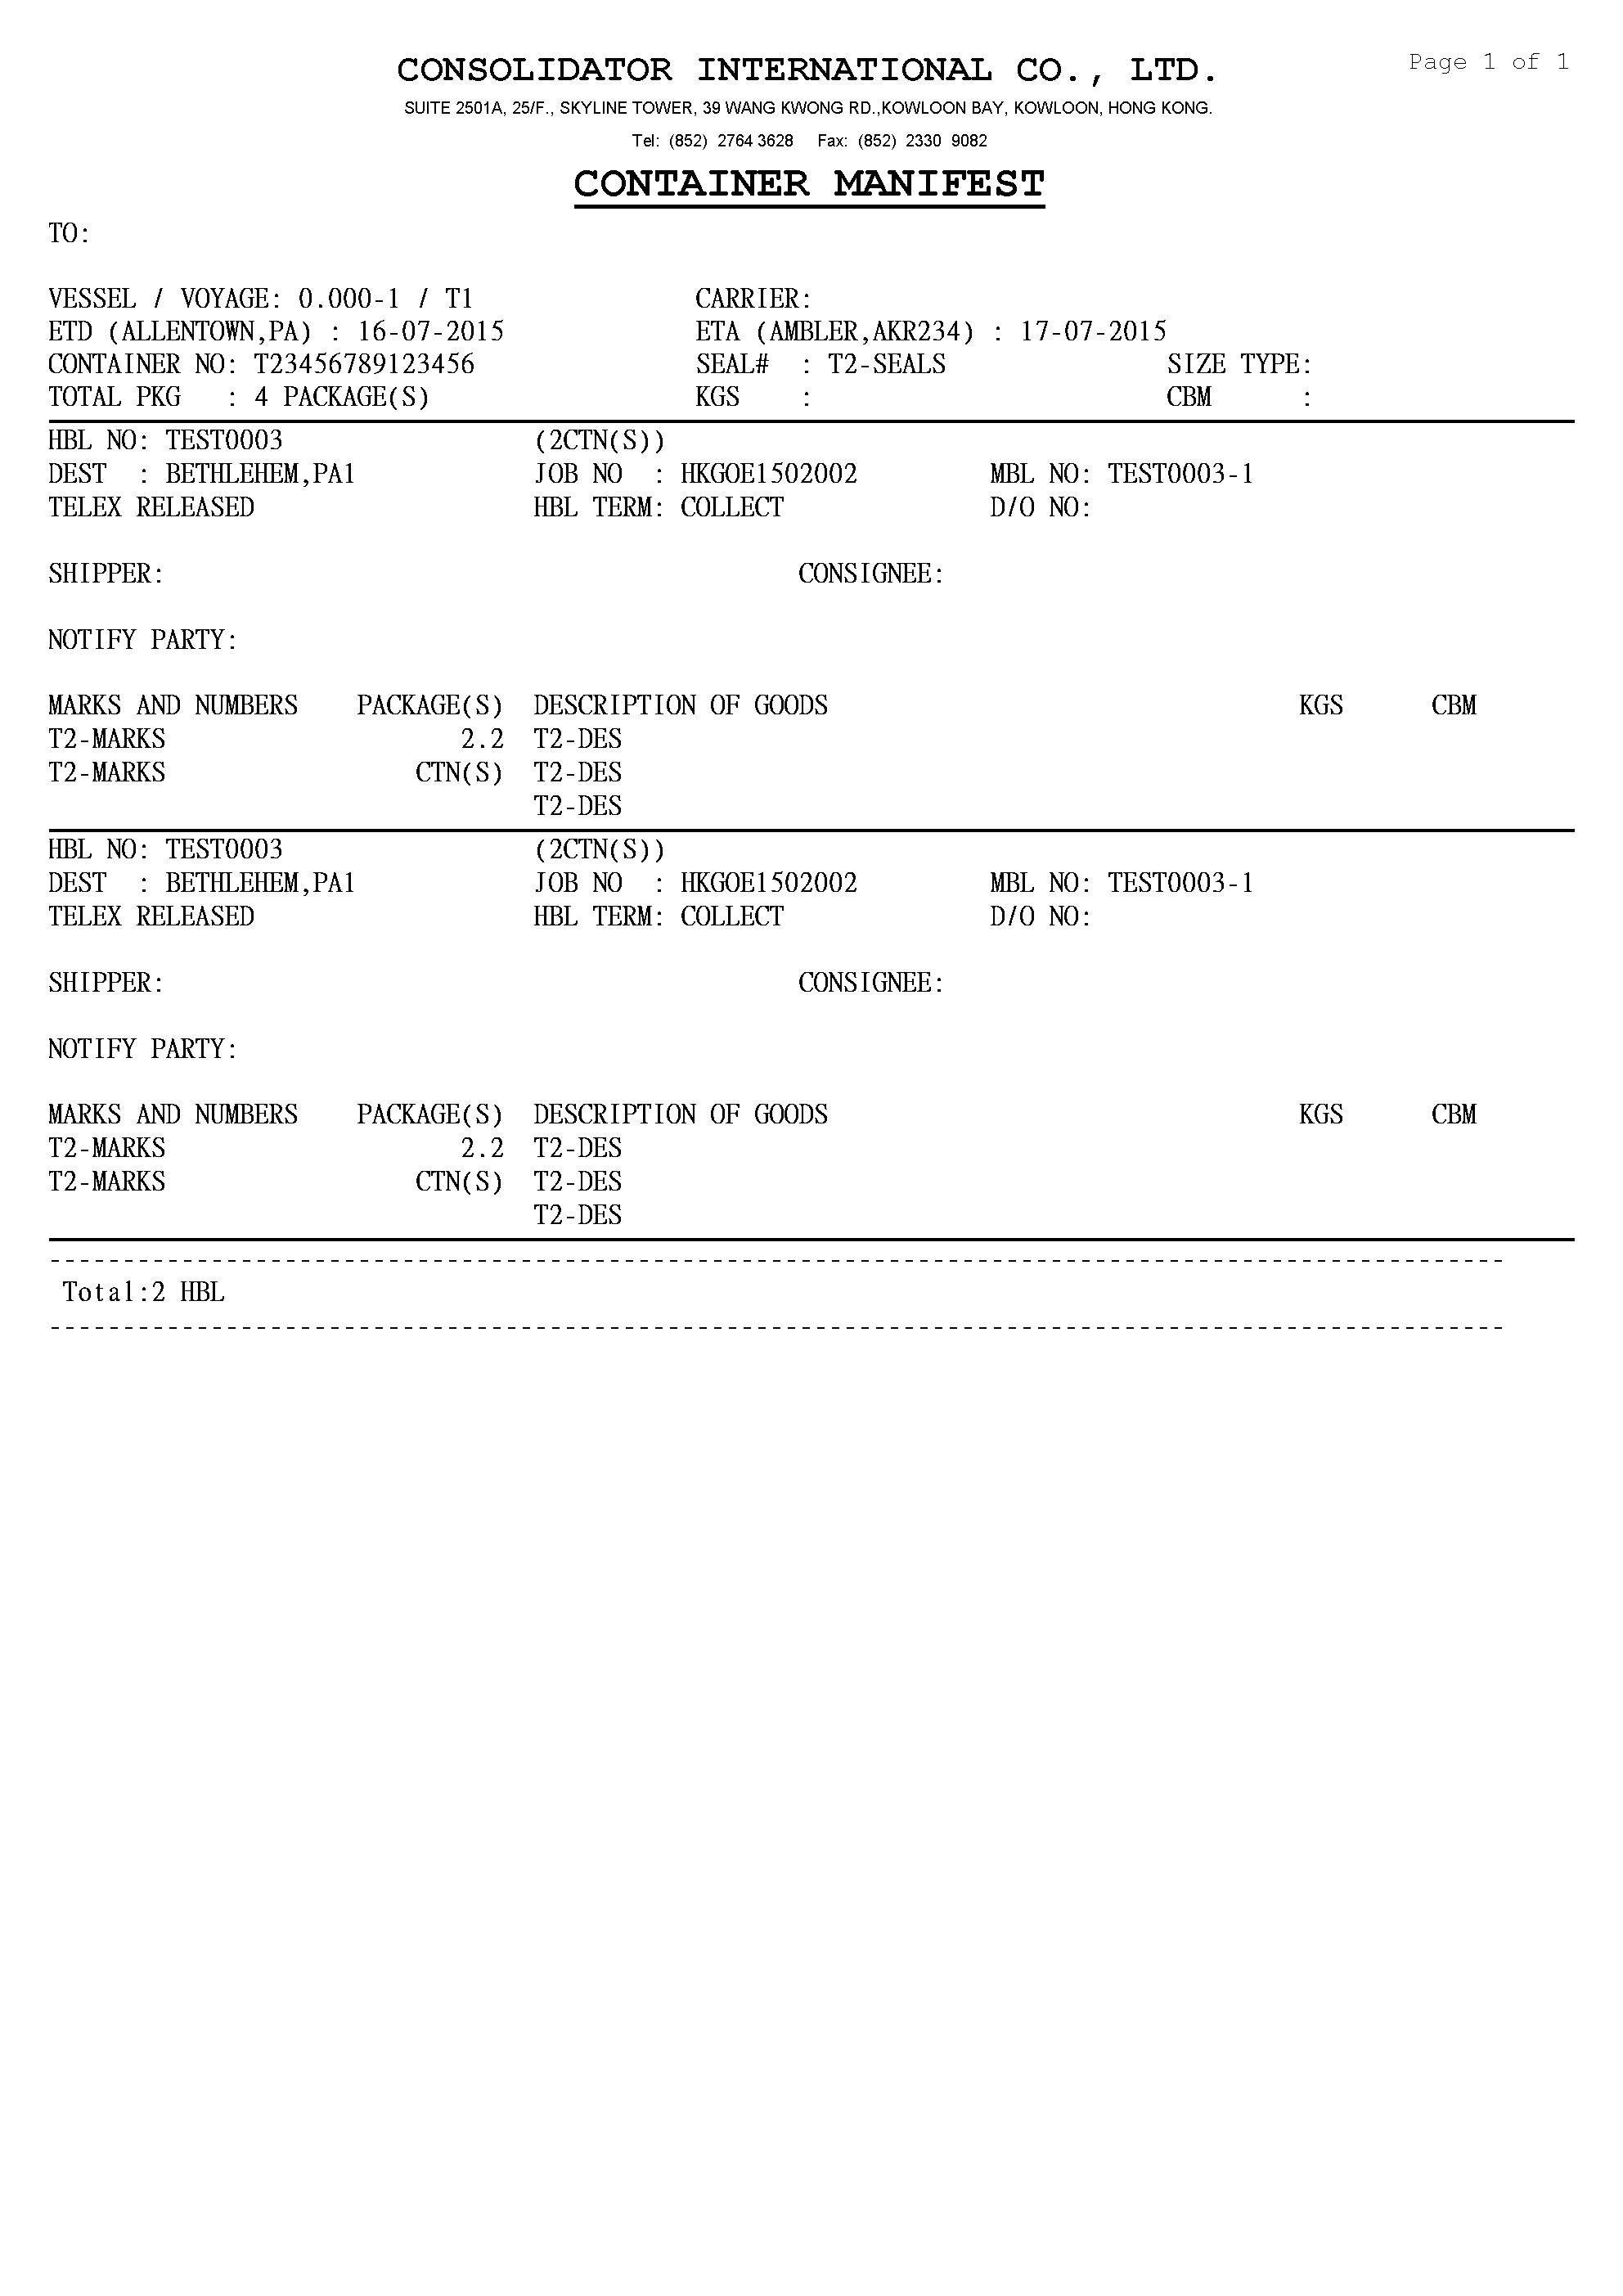 Page 1 of 1
CONSOLIDATOR INTERNATIONAL CO., LTD.
SUITE 2501A, 25/F., SKYLINE TOWER, 39 WANG KWONG RD.,KOWLOON BAY, KOWLOON, HONG KONG.
Tel: (852) 2764 3628 Fax: (852) 2330 9082
CONTAINER MANIFEST
TO:
VESSEL / VOYAGE: 0.000-1 / T1 CARRIER:
ETD (ALLENTOWN,PA) : 16-07-2015 ETA (AMBLER,AKR234) : 17-07-2015
CONTAINER NO: T23456789123456 SEAL# : T2-SEALS SIZE TYPE:
TOTAL PKG : 4 PACKAGE(S) KGS : CBM :
HBL NO: TEST0003 (2CTN(S))
DEST : BETHLEHEM,PA1 JOB NO : HKGOE1502002 MBL NO: TEST0003-1
TELEX RELEASED HBL TERM: COLLECT D/O NO:
SHIPPER: CONSIGNEE:
NOTIFY PARTY:
MARKS AND NUMBERS PACKAGE(S) DESCRIPTION OF GOODS KGS CBM
T2-MARKS 2.2 T2-DES
T2-MARKS CTN(S) T2-DES
T2-DES
HBL NO: TEST0003 (2CTN(S))
DEST : BETHLEHEM,PA1 JOB NO : HKGOE1502002 MBL NO: TEST0003-1
TELEX RELEASED HBL TERM: COLLECT D/O NO:
SHIPPER: CONSIGNEE:
NOTIFY PARTY:
MARKS AND NUMBERS PACKAGE(S) DESCRIPTION OF GOODS KGS CBM
T2-MARKS 2.2 T2-DES
T2-MARKS CTN(S) T2-DES
T2-DES
Total:2 HBL